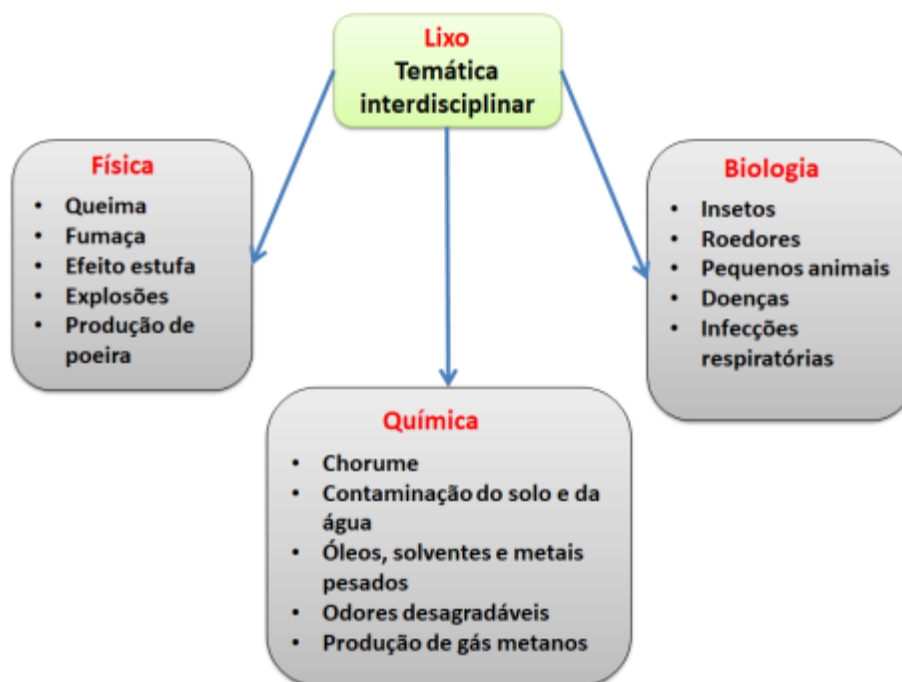 Lixo
Temática
interdisciplinar
Física
• Queima
• Fumaça
• Efeito estufa
• Explosões
• Produção de
poeira
Biologia
• Insetos
• Roedores
• Pequenos animais
• Doenças
• Infecções
respiratórias
Química
• Chorume
• Contaminação do solo e da
água
• Óleos, solventes e metais
pesados
• Odores desagradáveis
• Produção de gás metanos